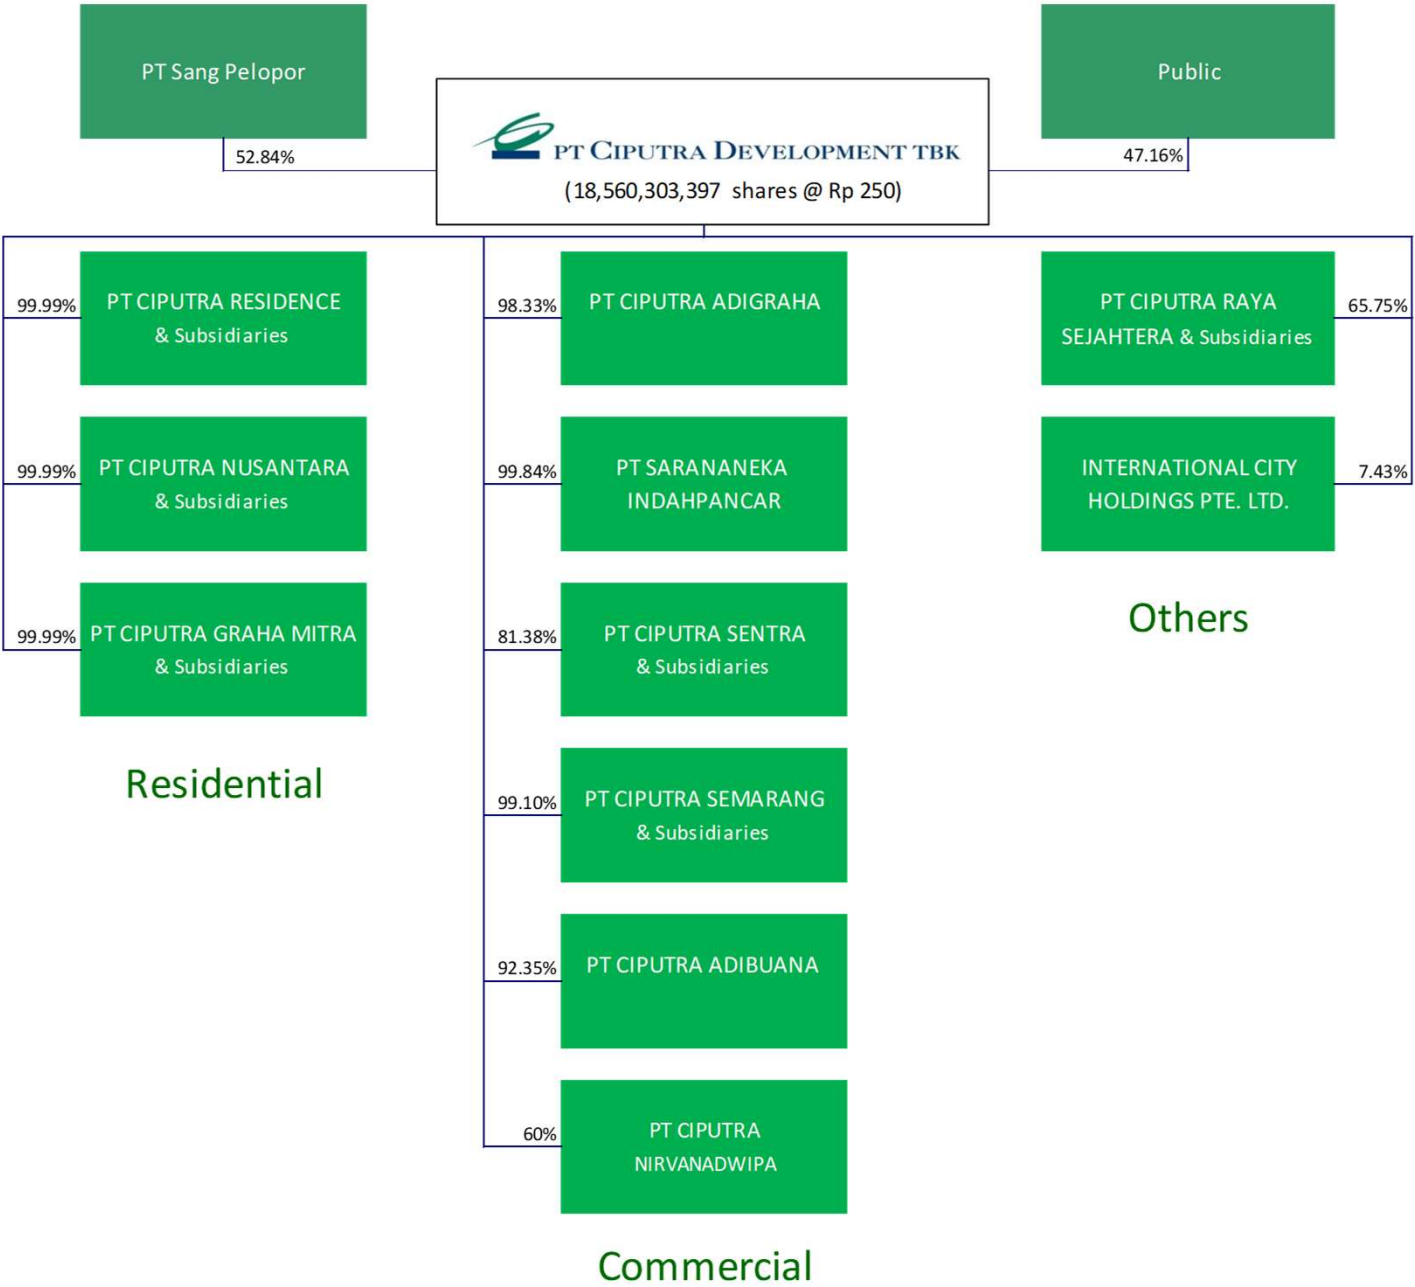 PT Sang Pelopor
Public
52.84%
47.16%
PT CIPUTRA DEVELOPMENT TBK
(18,560,303,397 shares @ Rp 250)
99.99%
PT CIPUTRA RESIDENCE
& Subsidiaries
99.99%
PT CIPUTRA NUSANTARA
& Subsidiaries
99.99%
PT CIPUTRA GRAHA MITRA
& Subsidiaries
Residential
98.33%
PT CIPUTRA ADIGRAHA
99.84%
PT SARANANEKA
INDAHPANCAR
81.38%
PT CIPUTRA SENTRA
& Subsidiaries
99.10%
PT CIPUTRA SEMARANG
& Subsidiaries
92.35%
PT CIPUTRA ADIBUANA
60%
PT CIPUTRA
NIRVANADWIPA
Commercial
PT CIPUTRA RAYA
SEJAHTERA & Subsidiaries
65.75%
INTERNATIONAL CITY
HOLDINGS PTE. LTD.
7.43%
Others